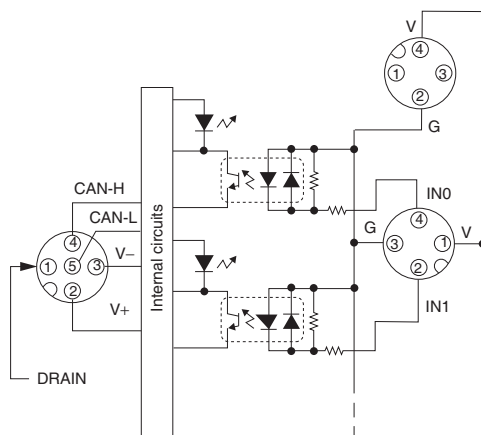 V
4
1
3
2
G
CAN-H
CAN-L
4
1
5
3
V–
2
V+
DRAIN
Internal circuits
IN0
4
G
3
1
V
2
IN1